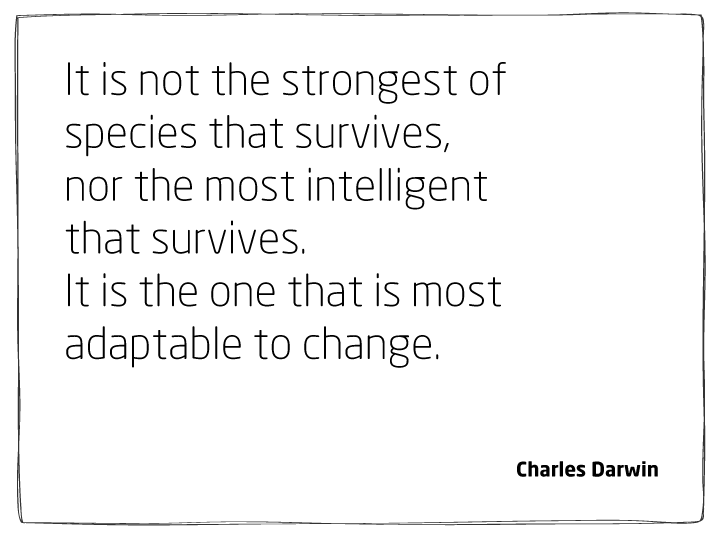 It is not the strongest of
species that survives,
nor the most intelligent
that survives.
It is the one that is most
adaptable to change.
Charles Darwin